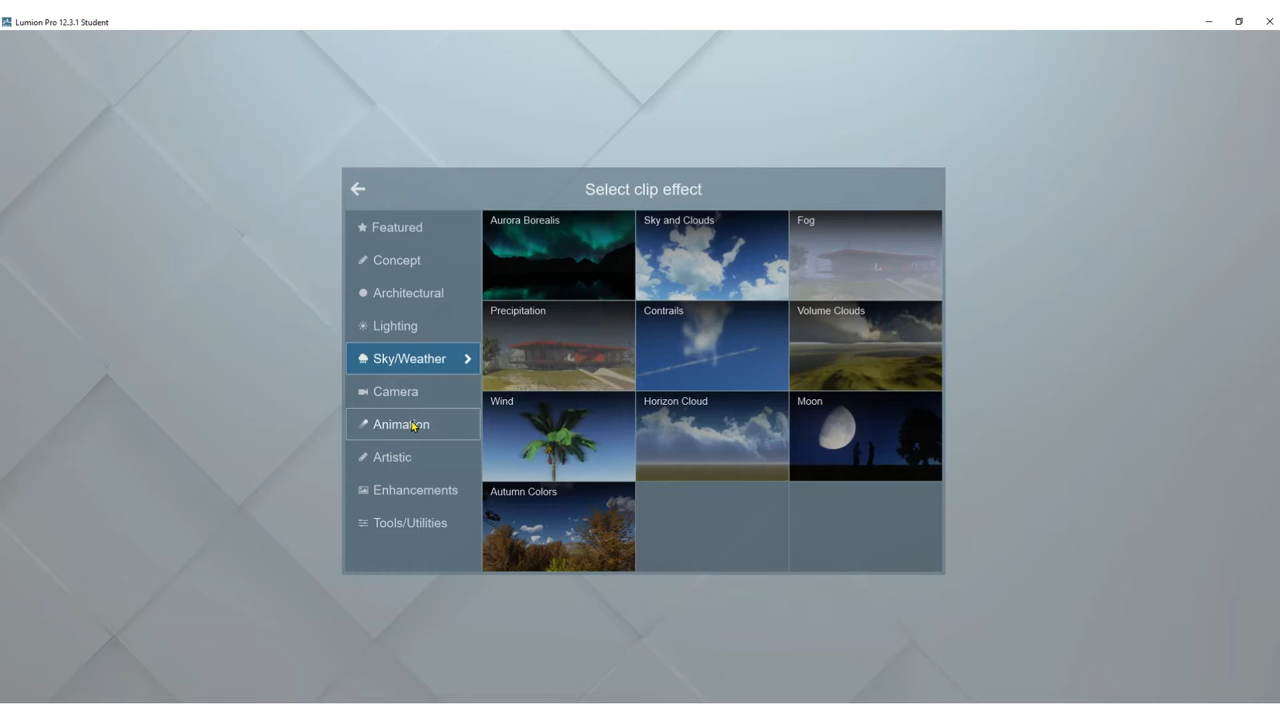 Lumion Pro 12.3.1 Student
Select clip effect
Featured
Concept
Architectural
Lighting
Sky/Weather
Camera
Animation
Artistic
Enhancements
Tools/Utilities
Aurora Borealis
Sky and Clouds
Fog
Precipitation
Contrails
Volume Clouds
Wind
Horizon Cloud
Moon
Autumn Colors